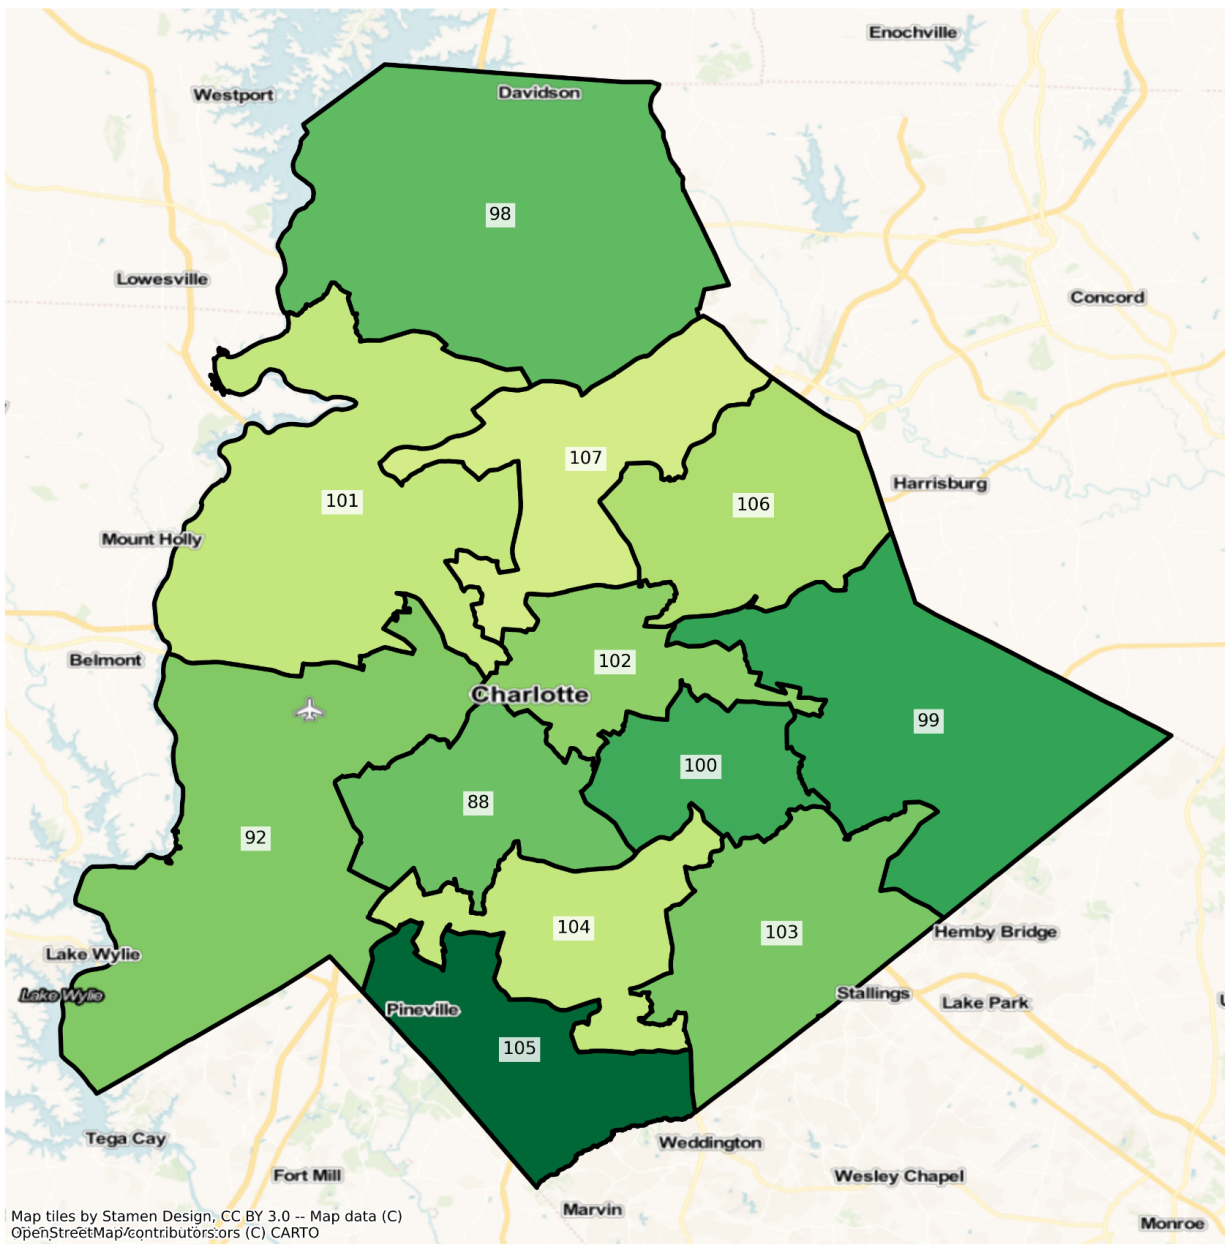 Enochville
Westport
Davidson
98
Lowesville
Concord
107
Harrisburg
101
106
Mount Holly
Belmont
102
Charlotte
99
100
88
92
104
103
Hemby Bridge
Lake Wylie
Lake Wylie
Stallings
Lake Park
Pineville
105
Tega Cay
Weddington
Fort Mill
Wesley Chapel
Marvin
Monroe
Map tiles by Stamen Design, CC BY 3.0 -- Map data (C)
OpenStreetMap contributors (C) CARTO